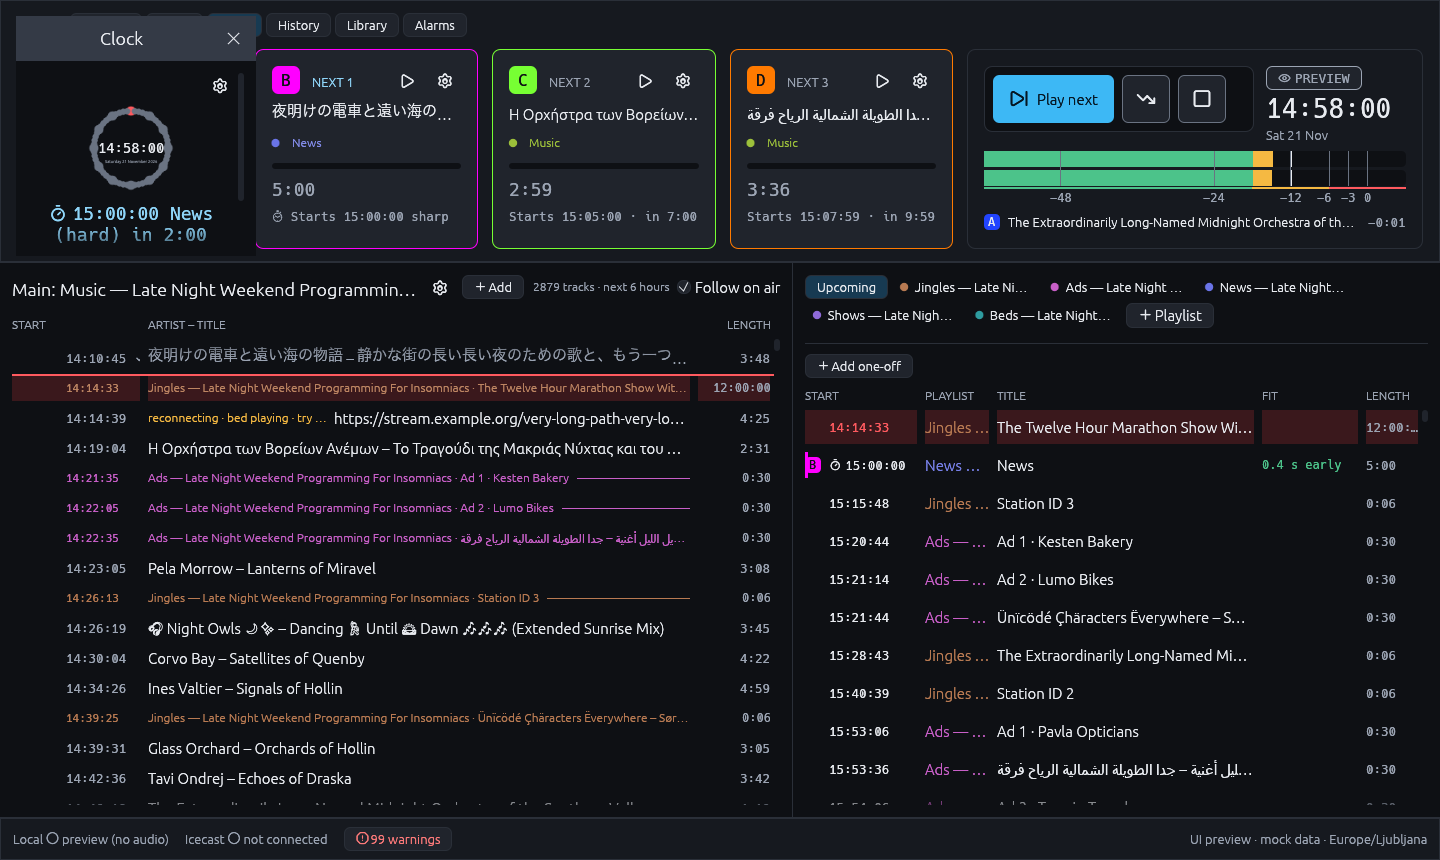 Clock
History
Library
Alarms
14:58:00
Saturday 21 November 2026
15:00:00 News
(hard) in 2:00
B
NEXT 1
夜明けの電車と遠い海の…
News
5:00
Starts 15:00:00 sharp
C
NEXT 2
Η Ορχήστρα των Βορείων…
Music
2:59
Starts 15:05:00 · in 7:00
D
NEXT 3
جدا الطويلة الشمالية الرياح فرقة…
Music
3:36
Starts 15:07:59 · in 9:59
Play next
PREVIEW
14:58:00
Sat 21 Nov
−48 −24 −12 −6 −3 0
A The Extraordinarily Long-Named Midnight Orchestra of th… −0:01
Main: Music — Late Night Weekend Programmin…
+ Add
2879 tracks · next 6 hours
Follow on air
START ARTIST – TITLE LENGTH
14:10:45 夜明けの電車と遠い海の物語 – 静かな街の長い長い夜のための歌と、もう一つ… 3:48
14:14:33 Jingles — Late Night Weekend Programming For Insomniacs · The Twelve Hour Marathon Show Wit… 12:00:00
14:14:39 reconnecting · bed playing · try … https://stream.example.org/very-long-path-very-lo… 4:25
14:19:04 Η Ορχήστρα των Βορείων Ανέμων – Το Τραγούδι της Μακριάς Νύχτας και του … 2:31
14:21:35 Ads — Late Night Weekend Programming For Insomniacs · Ad 1 · Kesten Bakery 0:30
14:22:05 Ads — Late Night Weekend Programming For Insomniacs · Ad 2 · Lumo Bikes 0:30
14:22:35 Ads — Late Night Weekend Programming For Insomniacs · فرقة الرياح الشمالية الطويلة جدا – أغنية الليل… 0:30
14:23:05 Pela Morrow – Lanterns of Miravel 3:08
14:26:13 Jingles — Late Night Weekend Programming For Insomniacs · Station ID 3 0:06
14:26:19 🎧 Night Owls 🌙✨ – Dancing 💃 Until 🌅 Dawn 🎶🎶🎶 (Extended Sunrise Mix) 3:45
14:30:04 Corvo Bay – Satellites of Quenby 4:22
14:34:26 Ines Valtier – Signals of Hollin 4:59
14:39:25 Jingles — Late Night Weekend Programming For Insomniacs · Ünïcödé Çhäracters Ëverywhere – Sør… 0:06
14:39:31 Glass Orchard – Orchards of Hollin 3:05
14:42:36 Tavi Ondrej – Echoes of Draska 3:42
Upcoming
Jingles — Late Ni…
Ads — Late Night …
News — Late Night…
Shows — Late Nigh…
Beds — Late Night…
+ Playlist
+ Add one-off
START PLAYLIST TITLE FIT LENGTH
14:14:33 Jingles … The Twelve Hour Marathon Show Wi… 12:00:…
B 15:00:00 News … News 0.4 s early 5:00
15:15:48 Jingles … Station ID 3 0:06
15:20:44 Ads — … Ad 1 · Kesten Bakery 0:30
15:21:14 Ads — … Ad 2 · Lumo Bikes 0:30
15:21:44 Ads — … Ünïcödé Çhäracters Ëverywhere – S… 0:30
15:28:43 Jingles … The Extraordinarily Long-Named Mi… 0:06
15:40:39 Jingles … Station ID 2 0:06
15:53:06 Ads — … Ad 1 · Pavla Opticians 0:30
15:53:36 Ads — … فرقة الرياح الشمالية الطويلة جدا – أغنية الليل… 0:30
Local preview (no audio)
Icecast not connected
99 warnings
UI preview · mock data · Europe/Ljubljana